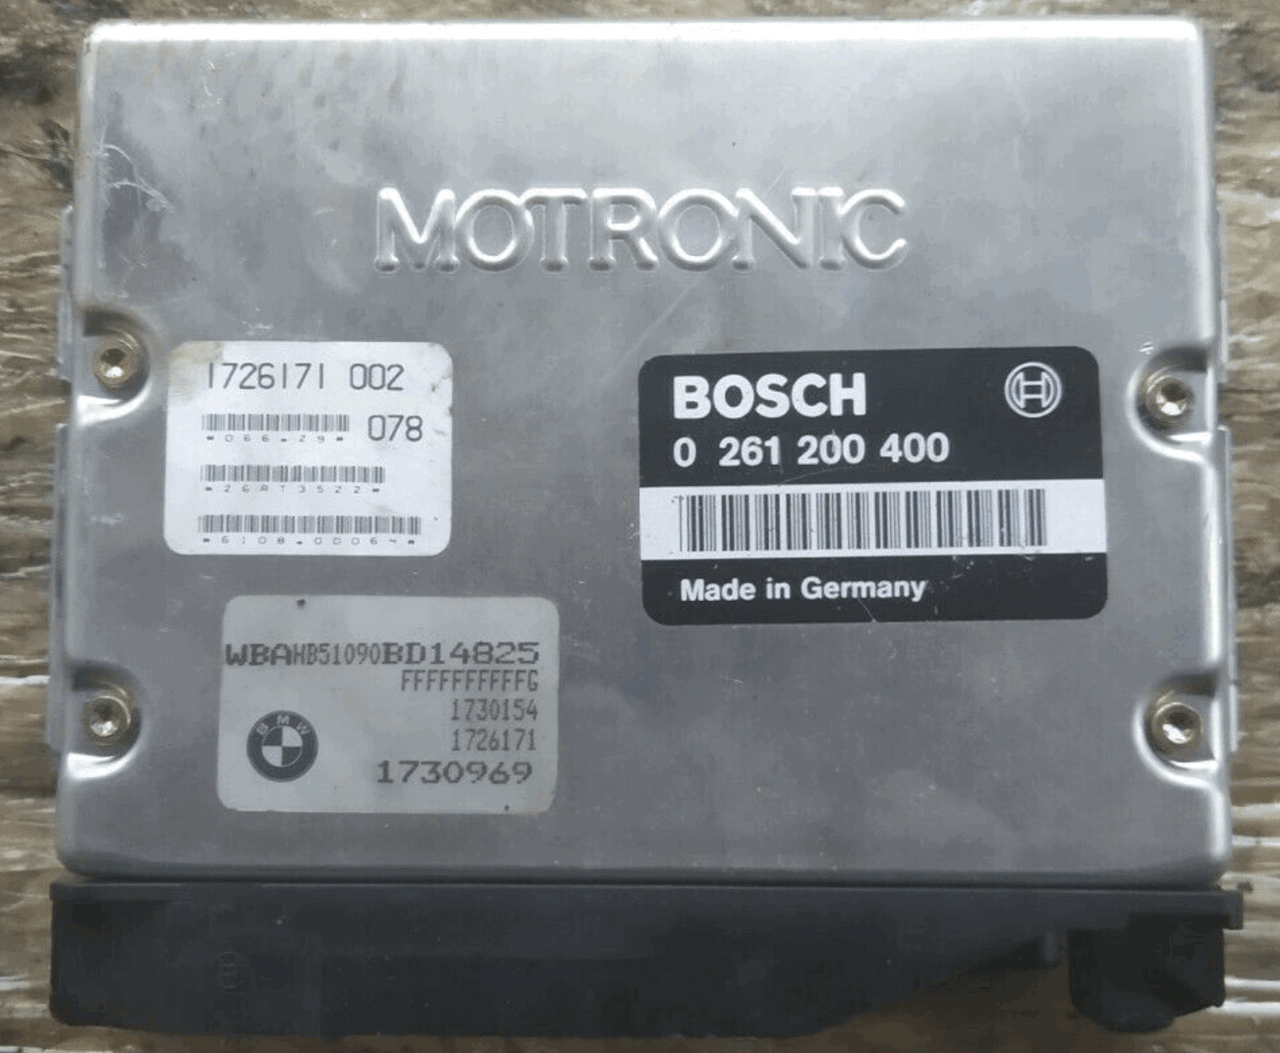 MOTRONIC
1726171 002
*066.29* 078
*26RT3522*
*6108.00064*
BOSCH
0 261 200 400
Made in Germany
WBAHB51090BD14825
FFFFFFFFFFG
1730154
1726171
BMW
1730969